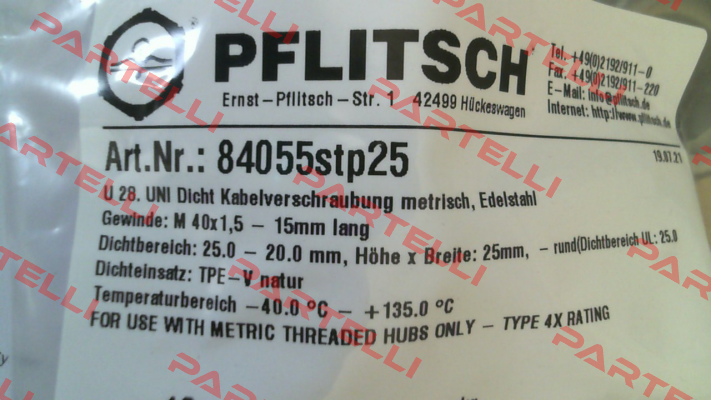 PFLITSCH
Ernst-Pflitsch-Str. 1 42499 Hückeswagen
Tel. +49(0)2192/911-0
Fax. +49(0)2192/911-220
E-Mail: info@pflitsch.de
Internet: http://www.pflitsch.de
Art.Nr.: 84055stp25
19.07.21
U 28. UNI Dicht Kabelverschraubung metrisch, Edelstahl
Gewinde: M 40x1,5 - 15mm lang
Dichtbereich: 25.0 - 20.0 mm, Höhe x Breite: 25mm, - rund(Dichtbereich UL: 25.0
Dichteinsatz: TPE-V natur
Temperaturbereich -40.0 °C - +135.0 °C
FOR USE WITH METRIC THREADED HUBS ONLY - TYPE 4X RATING
PARTELLI